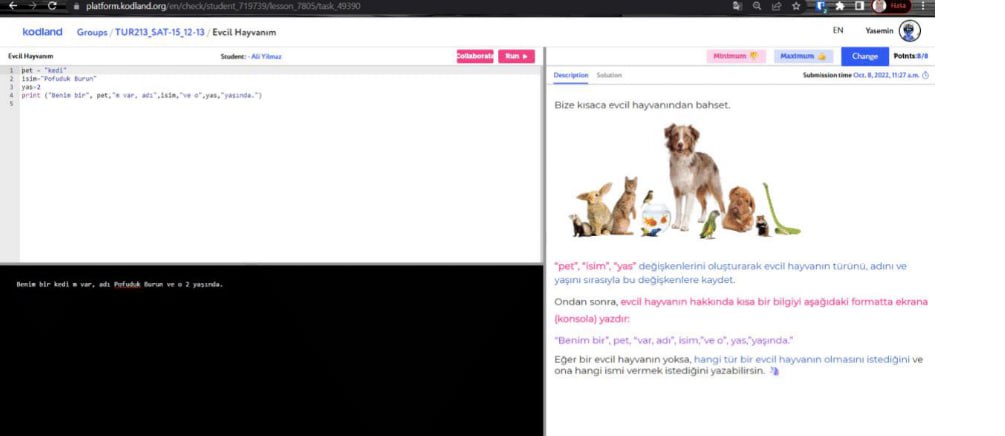 platform.kodland.org/en/check/student_719739/lesson_7805/task_49390
kodland Groups / TUR213_SAT-15_12-13 / Evcil Hayvanım EN Yasemin
Evcil Hayvanım Student: - Ali Yılmaz Collaborate Run
Minimum Maximum Change Points:8/8
Description Solution Submission time Oct. 8, 2022, 11:27 a.m.
1 pet = "kedi"
2 isim="Pofuduk Burun"
3 yas=2
4 print ("Benim bir", pet,"m var, adı",isim,"ve o",yas,"yaşında.")
5
Benim bir kedi m var, adı Pofuduk Burun ve o 2 yaşında.
Bize kısaca evcil hayvanından bahset.
"pet", "isim", "yas" değişkenlerini oluşturarak evcil hayvanın türünü, adını ve
yaşını sırasıyla bu değişkenlere kaydet.
Ondan sonra, evcil hayvanın hakkında kısa bir bilgiyi aşağıdaki formatta ekrana
(konsola) yazdır:
"Benim bir", pet, "var, adı", isim,"ve o", yas,"yaşında."
Eğer bir evcil hayvanın yoksa, hangi tür bir evcil hayvanın olmasını istediğini ve
ona hangi ismi vermek istediğini yazabilirsin.